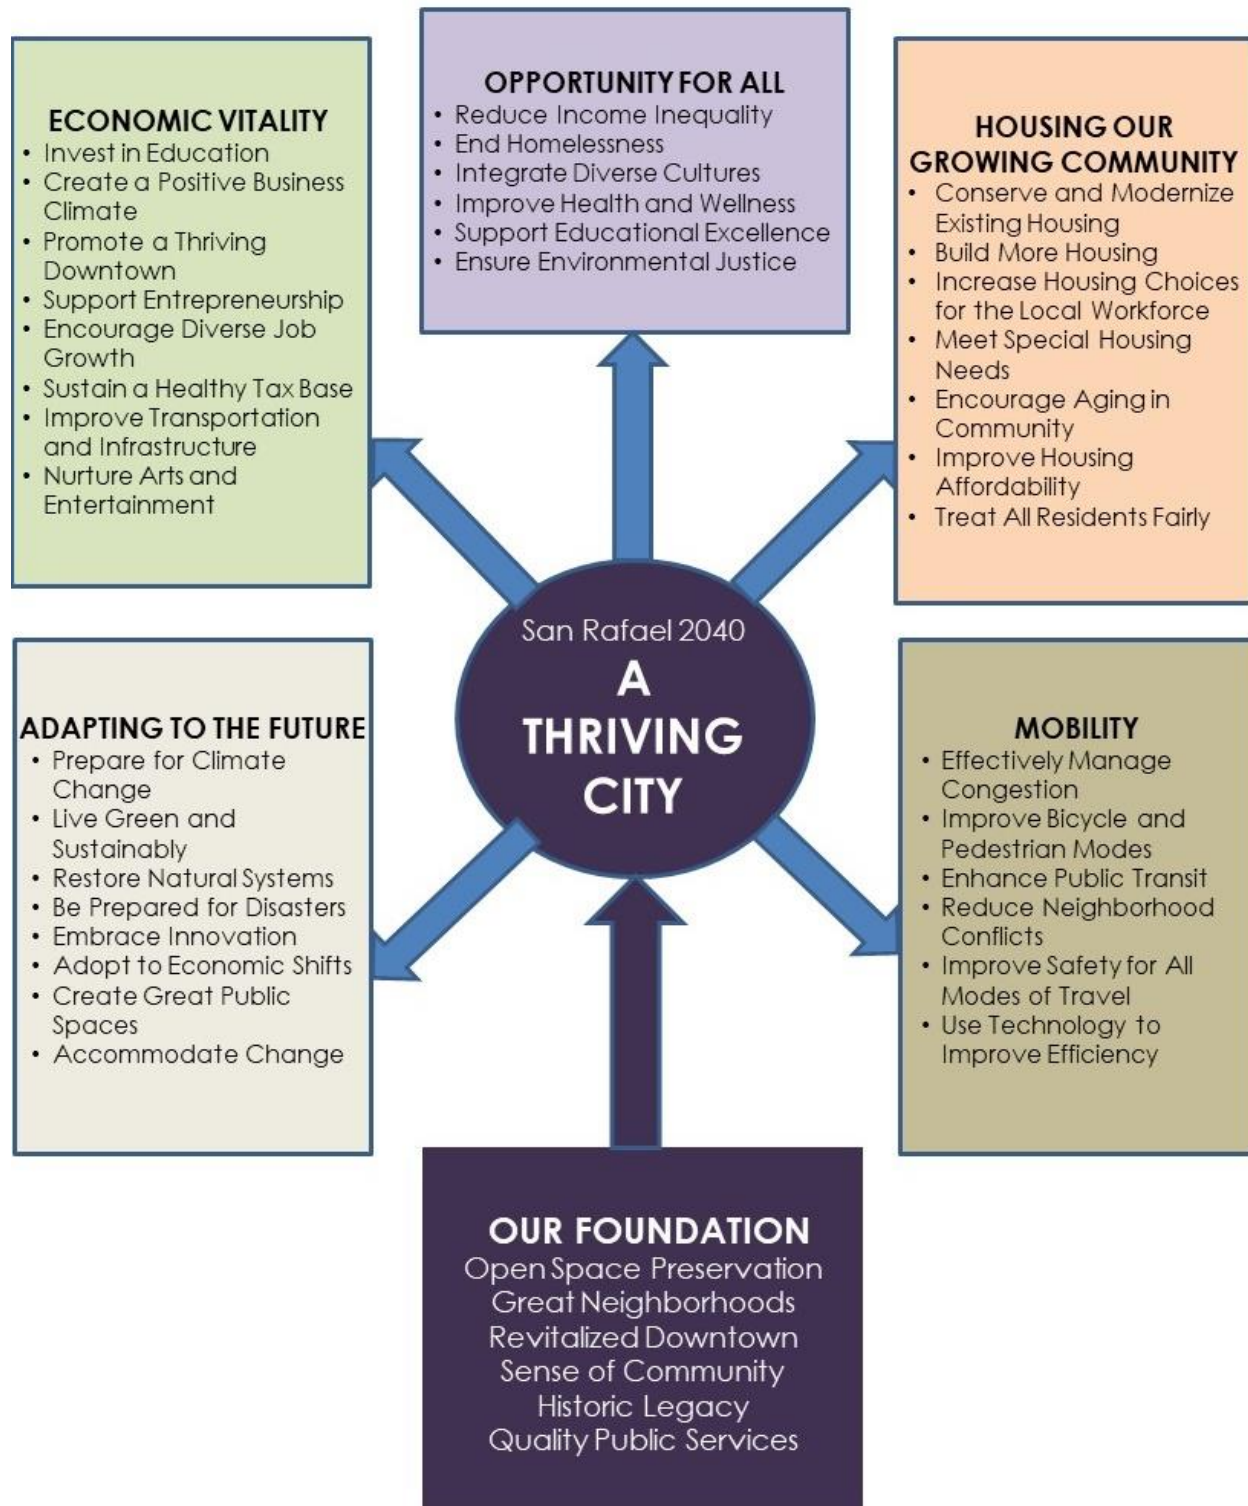 ECONOMIC VITALITY
• Invest in Education
• Create a Positive Business
Climate
• Promote a Thriving
Downtown
• Support Entrepreneurship
• Encourage Diverse Job
Growth
• Sustain a Healthy Tax Base
• Improve Transportation
and Infrastructure
• Nurture Arts and
Entertainment
OPPORTUNITY FOR ALL
• Reduce Income Inequality
• End Homelessness
• Integrate Diverse Cultures
• Improve Health and Wellness
• Support Educational Excellence
• Ensure Environmental Justice
HOUSING OUR
GROWING COMMUNITY
• Conserve and Modernize
Existing Housing
• Build More Housing
• Increase Housing Choices
for the Local Workforce
• Meet Special Housing
Needs
• Encourage Aging in
Community
• Improve Housing
Affordability
• Treat All Residents Fairly
San Rafael 2040
A
THRIVING
CITY
ADAPTING TO THE FUTURE
• Prepare for Climate
Change
• Live Green and
Sustainably
• Restore Natural Systems
• Be Prepared for Disasters
• Embrace Innovation
• Adopt to Economic Shifts
• Create Great Public
Spaces
• Accommodate Change
MOBILITY
• Effectively Manage
Congestion
• Improve Bicycle and
Pedestrian Modes
• Enhance Public Transit
• Reduce Neighborhood
Conflicts
• Improve Safety for All
Modes of Travel
• Use Technology to
Improve Efficiency
OUR FOUNDATION
Open Space Preservation
Great Neighborhoods
Revitalized Downtown
Sense of Community
Historic Legacy
Quality Public Services